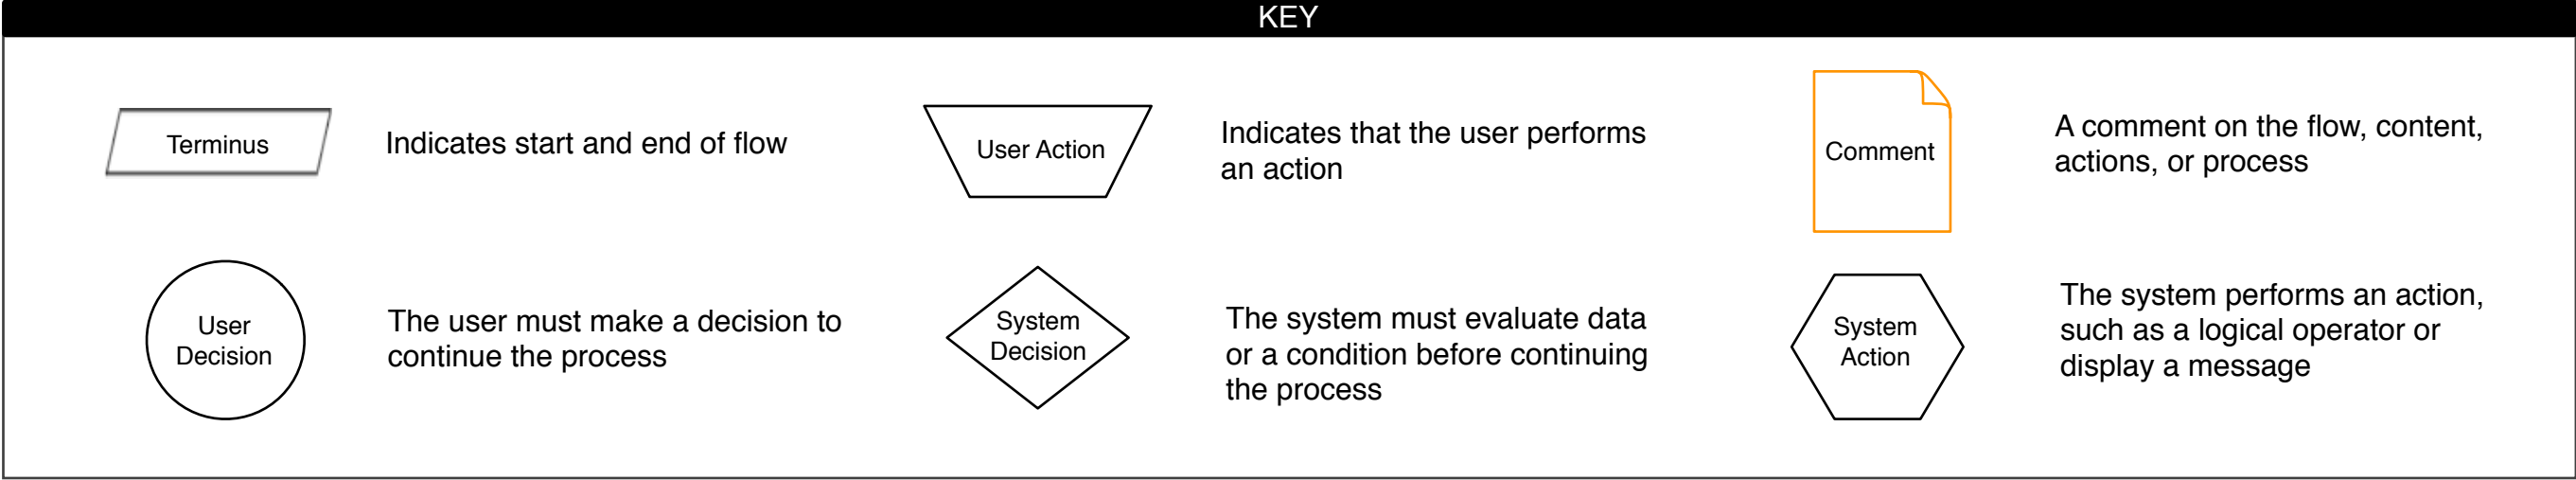 KEY
Terminus
Indicates start and end of flow
User Action
Indicates that the user performs
an action
Comment
A comment on the flow, content,
actions, or process
User
Decision
The user must make a decision to
continue the process
System
Decision
The system must evaluate data
or a condition before continuing
the process
System
Action
The system performs an action,
such as a logical operator or
display a message